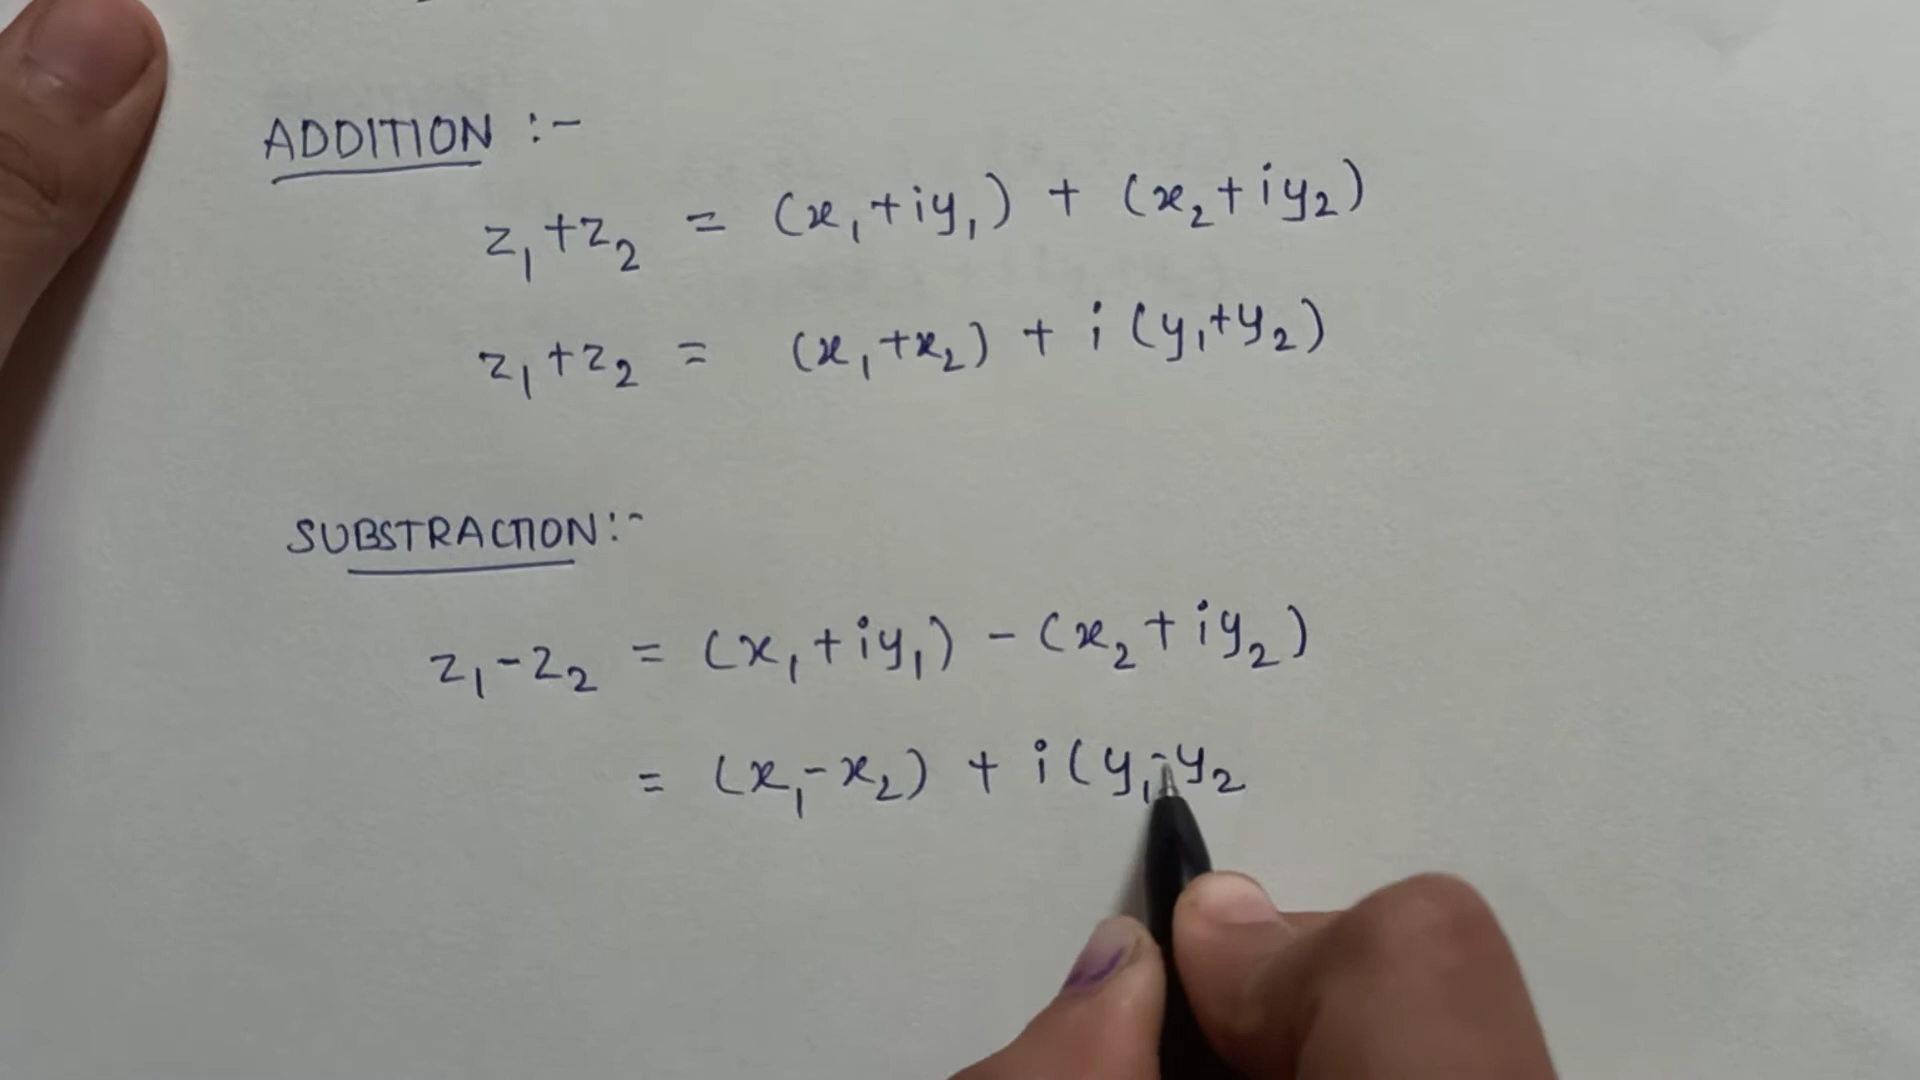 ADDITION :-
z₁+z₂ = (x₁+iy₁) + (x₂+iy₂)
z₁+z₂ = (x₁+x₂) + i (y₁+y₂)
SUBSTRACTION:-
z₁-z₂ = (x₁+iy₁) - (x₂+iy₂)
= (x₁-x₂) + i(y₁-y₂